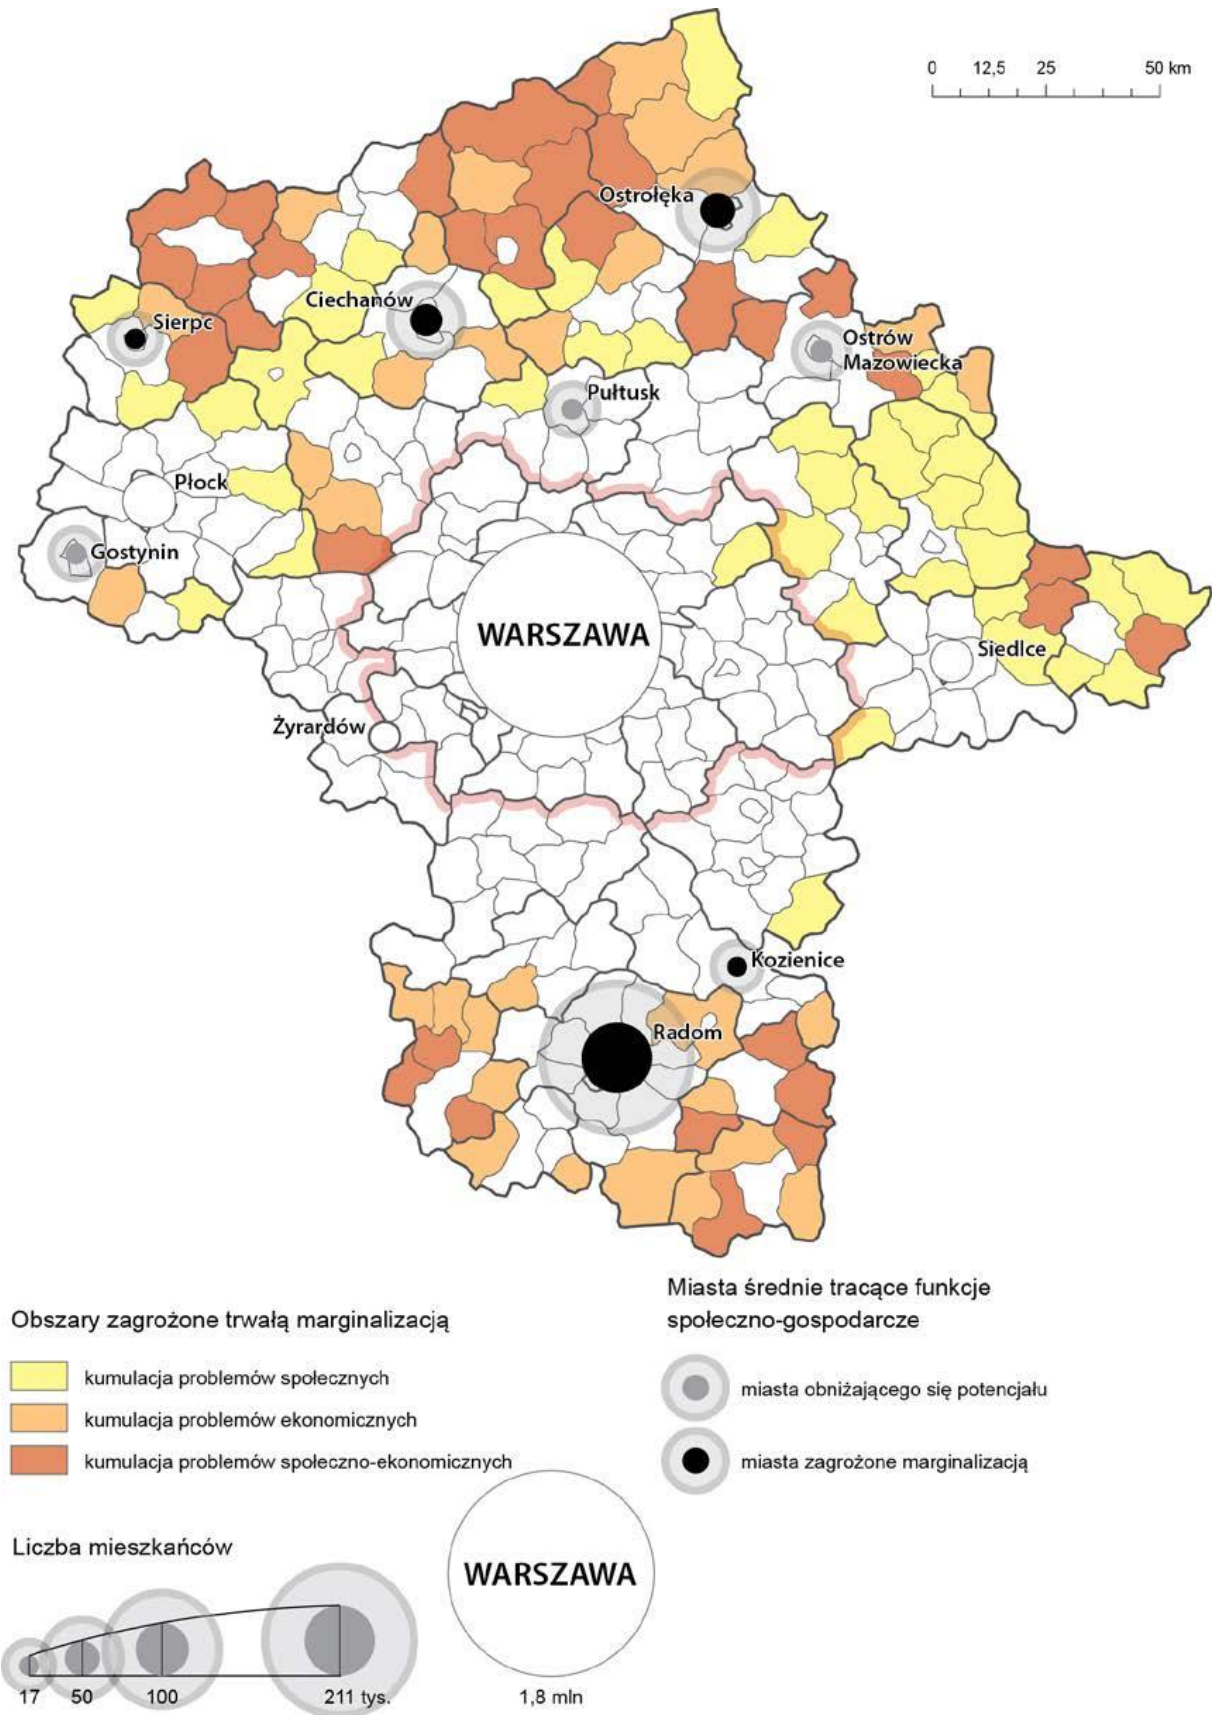 0 12,5 25 50 km
Ostrołęka
Ciechanów
Sierpc
Ostrów
Mazowiecka
Pułtusk
Płock
Gostynin
WARSZAWA
Siedlce
Żyrardów
Kozienice
Radom
Miasta średnie tracące funkcje
społeczno-gospodarcze
Obszary zagrożone trwałą marginalizacją
kumulacja problemów społecznych
miasta obniżającego się potencjału
kumulacja problemów ekonomicznych
kumulacja problemów społeczno-ekonomicznych
miasta zagrożone marginalizacją
Liczba mieszkańców
WARSZAWA
17 50 100 211 tys. 1,8 mln